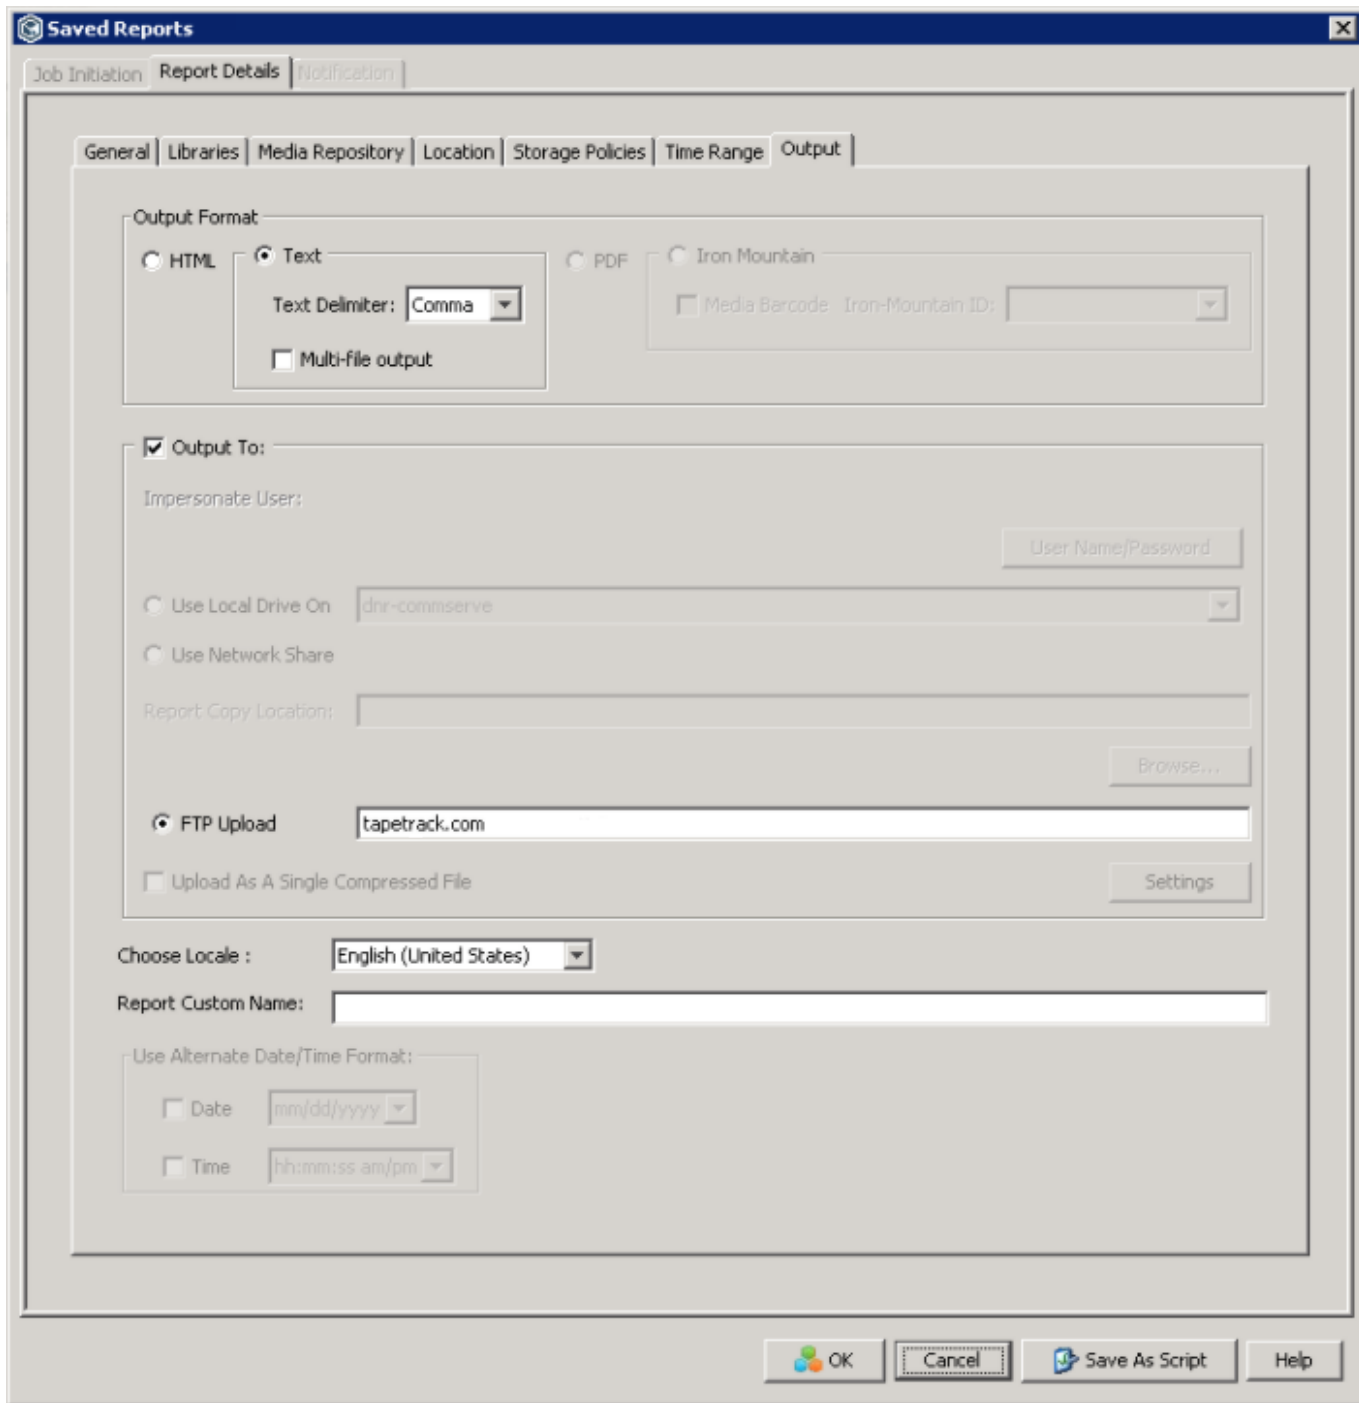 Saved Reports
Job Initiation Report Details Notification
General Libraries Media Repository Location Storage Policies Time Range Output
Output Format
HTML Text PDF Iron Mountain
Text Delimiter: Comma Media Barcode Iron-Mountain ID:
Multi-file output
Output To:
Impersonate User:
User Name/Password
Use Local Drive On dnr-commserve
Use Network Share
Report Copy Location:
Browse...
FTP Upload tapetrack.com
Upload As A Single Compressed File Settings
Choose Locale : English (United States)
Report Custom Name:
Use Alternate Date/Time Format:
Date mm/dd/yyyy
Time hh:mm:ss am/pm
OK Cancel Save As Script Help